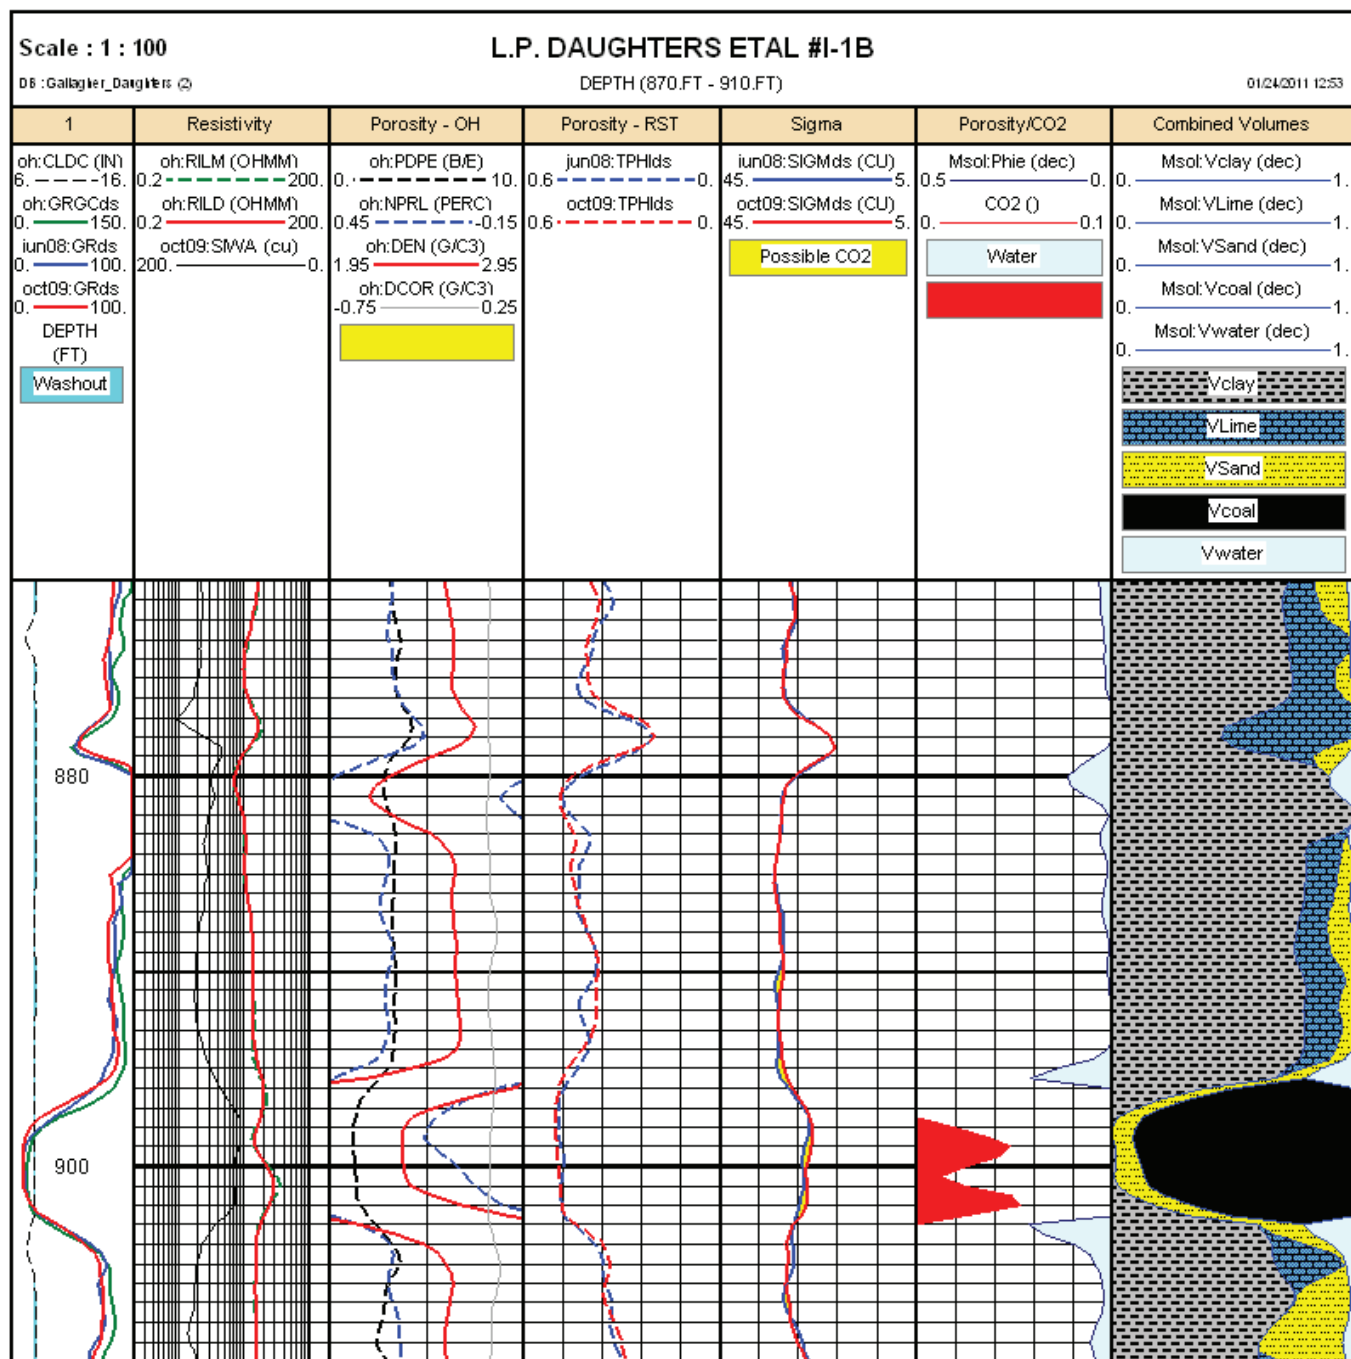 Scale : 1 : 100
L.P. DAUGHTERS ETAL #I-1B
DB : Gallagher_Daughters (2)
DEPTH (870.FT - 910.FT)
01/24/2011 12:53
1
Resistivity
Porosity - OH
Porosity - RST
Sigma
Porosity/CO2
Combined Volumes
oh:CLDC (IN)
6. 16.
oh:GRGCds
0. 150.
jun08:GRds
0. 100.
oct09:GRds
0. 100.
DEPTH
(FT)
Washout
oh:RILM (OHMM)
0.2 200.
oh:RILD (OHMM)
0.2 200.
oct09:SIWA (cu)
200. 0.
oh:PDPE (B/E)
0. 10.
oh:NPRL (PERC)
0.45 -0.15
oh:DEN (G/C3)
1.95 2.95
oh:DCOR (G/C3)
-0.75 0.25
jun08:TPHIds
0.6 0.
oct09:TPHIds
0.6 0.
jun08:SIGMds (CU)
45. 5.
oct09:SIGMds (CU)
45. 5.
Possible CO2
Msol:Phie (dec)
0.5 0.
CO2 ()
0. 0.1
Water
Msol:Vclay (dec)
0. 1.
Msol:VLime (dec)
0. 1.
Msol:VSand (dec)
0. 1.
Msol:Vcoal (dec)
0. 1.
Msol:Vwater (dec)
0. 1.
Vclay
VLime
VSand
Vcoal
Vwater
880
900